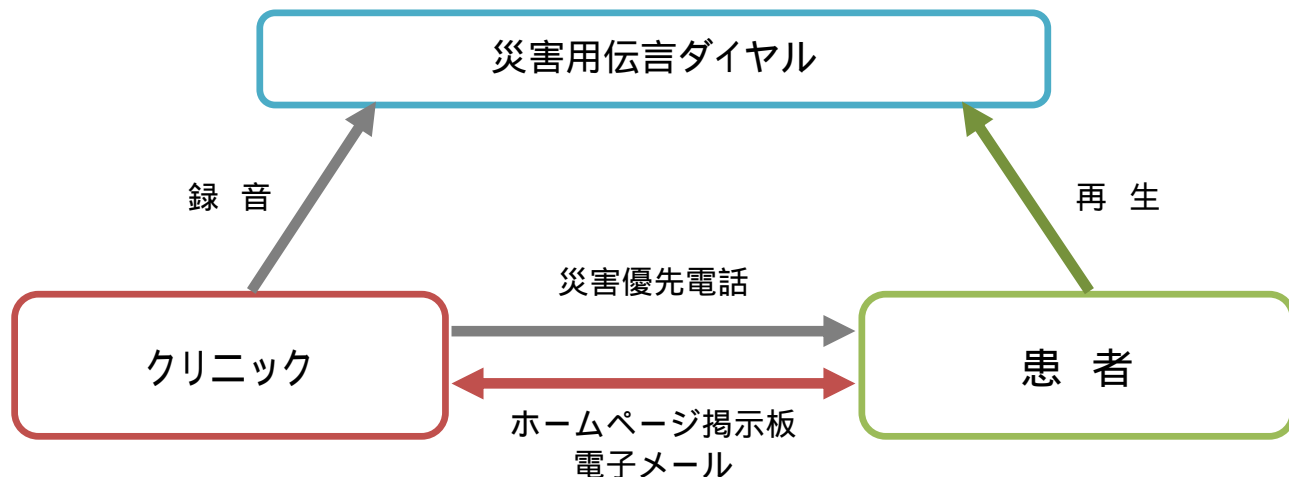 災害用伝言ダイヤル
録 音
再 生
災害優先電話
クリニック
患 者
ホームページ掲示板
電子メール